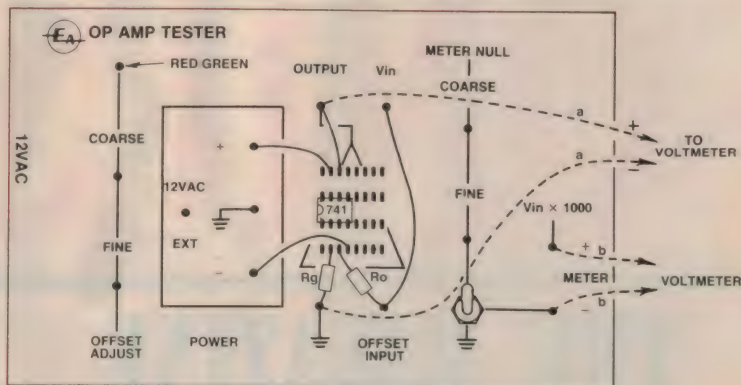 EA OP AMP TESTER
RED GREEN
METER NULL
OUTPUT
Vin
COARSE
COARSE
a
+
12VAC
+
a
TO
VOLTMETER
−
12VAC
FINE
Vin × 1000
741
EXT
FINE
+
b
−
Rg
Ro
METER
VOLTMETER
−
b
OFFSET
ADJUST
POWER
OFFSET
INPUT